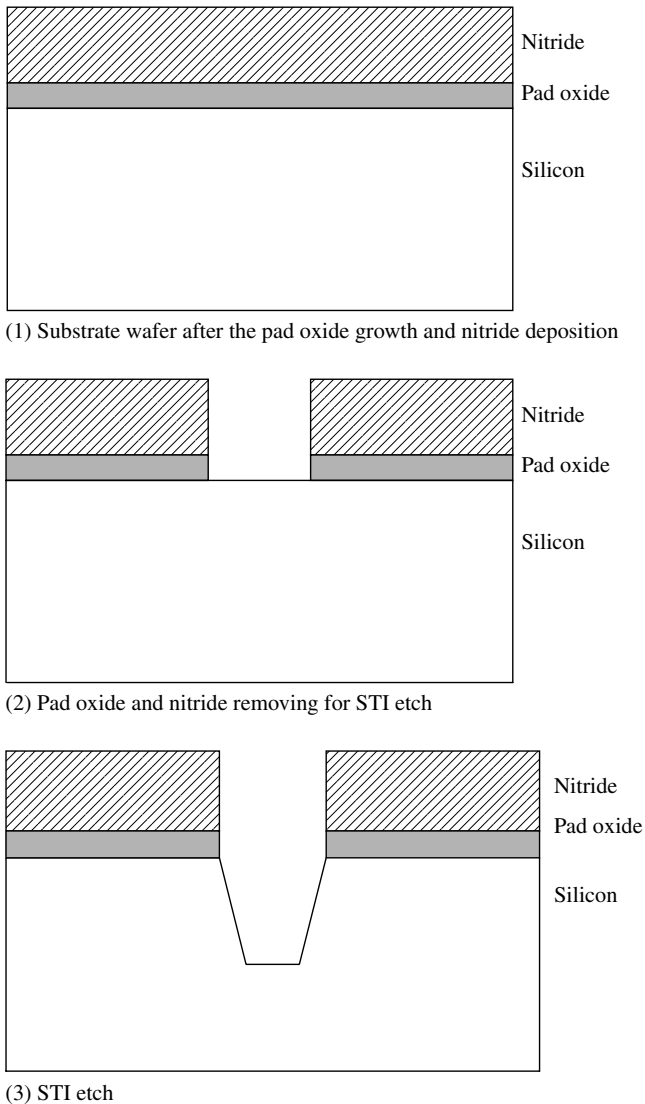 Nitride
Pad oxide
Silicon
(1) Substrate wafer after the pad oxide growth and nitride deposition
Nitride
Pad oxide
Silicon
(2) Pad oxide and nitride removing for STI etch
Nitride
Pad oxide
Silicon
(3) STI etch